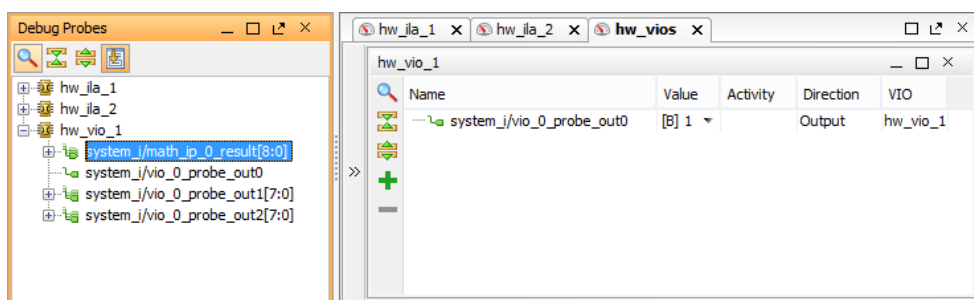 Debug Probes
hw_ila_1
hw_ila_2
hw_vio_1
system_i/math_ip_0_result[8:0]
system_i/vio_0_probe_out0
system_i/vio_0_probe_out1[7:0]
system_i/vio_0_probe_out2[7:0]
hw_ila_1 hw_ila_2 hw_vios
hw_vio_1
Name Value Activity Direction VIO
system_i/vio_0_probe_out0 [B] 1 Output hw_vio_1